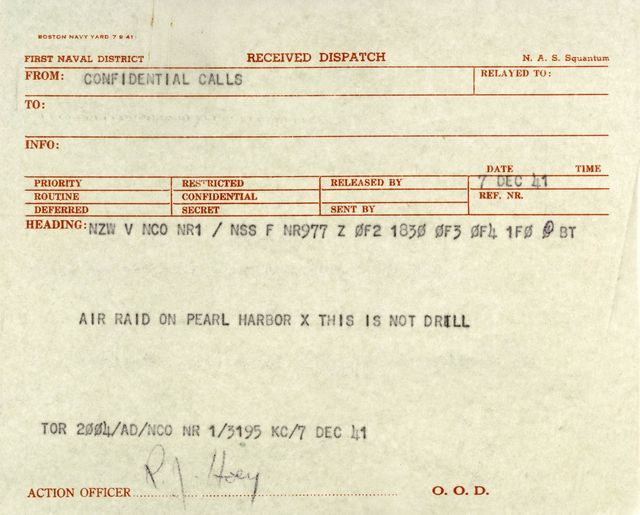 BOSTON NAVY YARD 7 8 41
FIRST NAVAL DISTRICT RECEIVED DISPATCH N. A. S. Squantum
FROM: CONFIDENTIAL CALLS RELAYED TO:
TO:
INFO:
DATE TIME
PRIORITY RESTRICTED RELEASED BY 7 DEC 41
ROUTINE CONFIDENTIAL REF. NR.
DEFERRED SECRET SENT BY
HEADING: NZW V NCO NR1 / NSS F NR977 Z ØF2 183Ø ØF3 ØF4 1FØ Ø BT
AIR RAID ON PEARL HARBOR X THIS IS NOT DRILL
TOR 2ØØ4/AD/NCO NR 1/3195 KC/7 DEC 41
R. J. Hoey
ACTION OFFICER O. O. D.